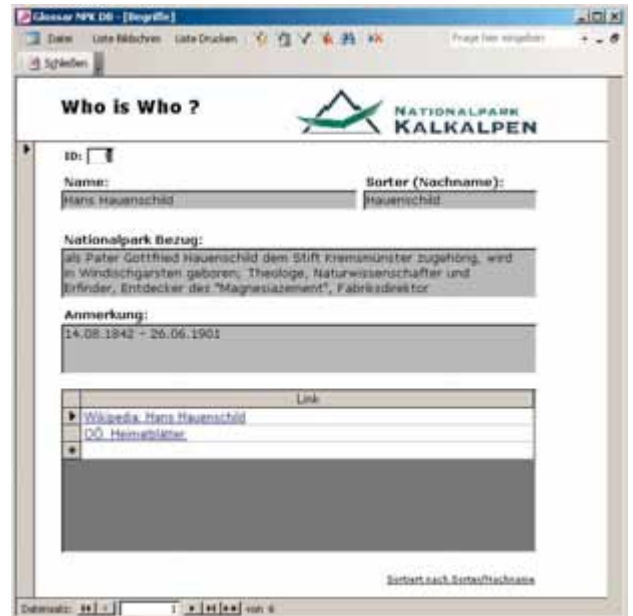 Glossar NPK DB - [Begriffe]
Datei Liste Bildschirm Liste Drucken Frage hier eingeben
Schließen
Who is Who ?
NATIONALPARK
KALKALPEN
ID:
Name: Sorter (Nachname):
Hans Hauenschild Hauenschild
Nationalpark Bezug:
als Pater Gottfried Hauenschild dem Stift Kremsmünster zugehörig, wird
in Windischgarsten geboren; Theologe, Naturwissenschafter und
Erfinder, Entdecker des "Magnesiazement", Fabriksdirektor
Anmerkung:
14.08.1842 - 26.06.1901
Link
Wikipedia, Hans Hauenschild
OÖ. Heimatblätter
Sortiert nach Sorter/Nachname
Datensatz: 1 von 6